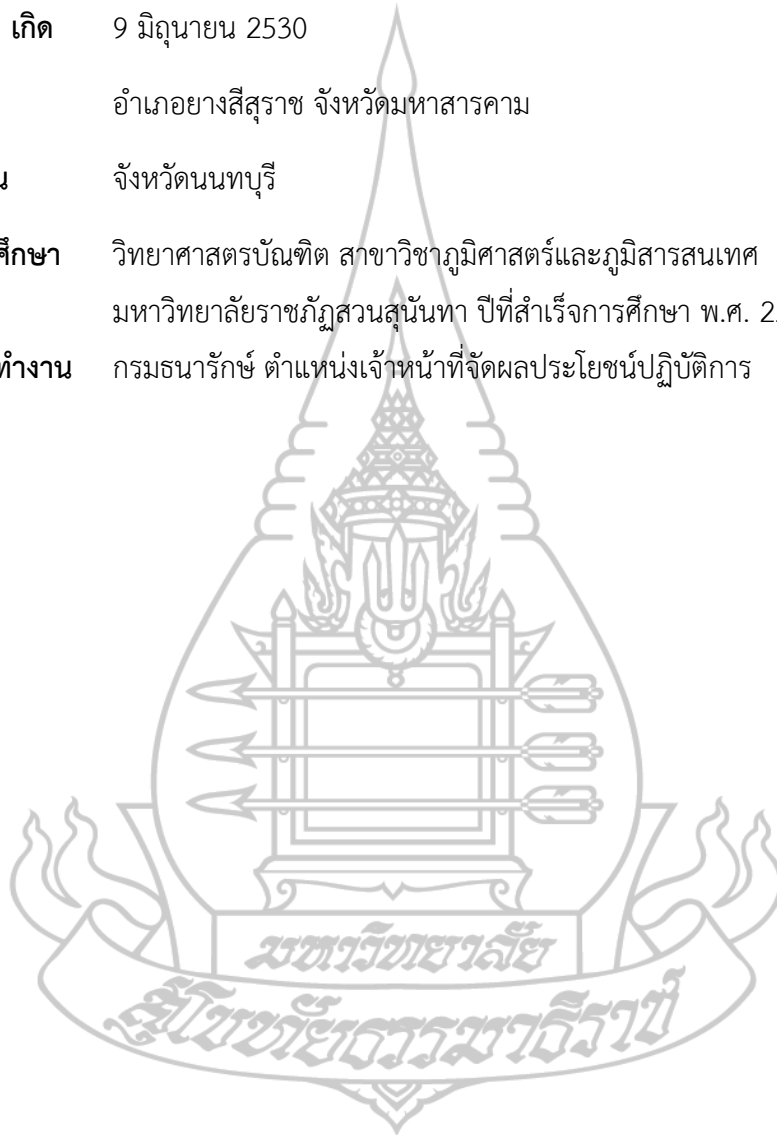 เกิด 9 มิถุนายน 2530
อำเภอยางสีสุราช จังหวัดมหาสารคาม
จังหวัดนนทบุรี
ศึกษา วิทยาศาสตรบัณฑิต สาขาวิชาภูมิศาสตร์และภูมิสารสนเทศ
มหาวิทยาลัยราชภัฏสวนสุนันทา ปีที่สำเร็จการศึกษา พ.ศ.
ทำงาน กรมธนารักษ์ ตำแหน่งเจ้าหน้าที่จัดผลประโยชน์ปฏิบัติการ
มหาวิทยาลัย
สุโขทัยธรรมาธิราช